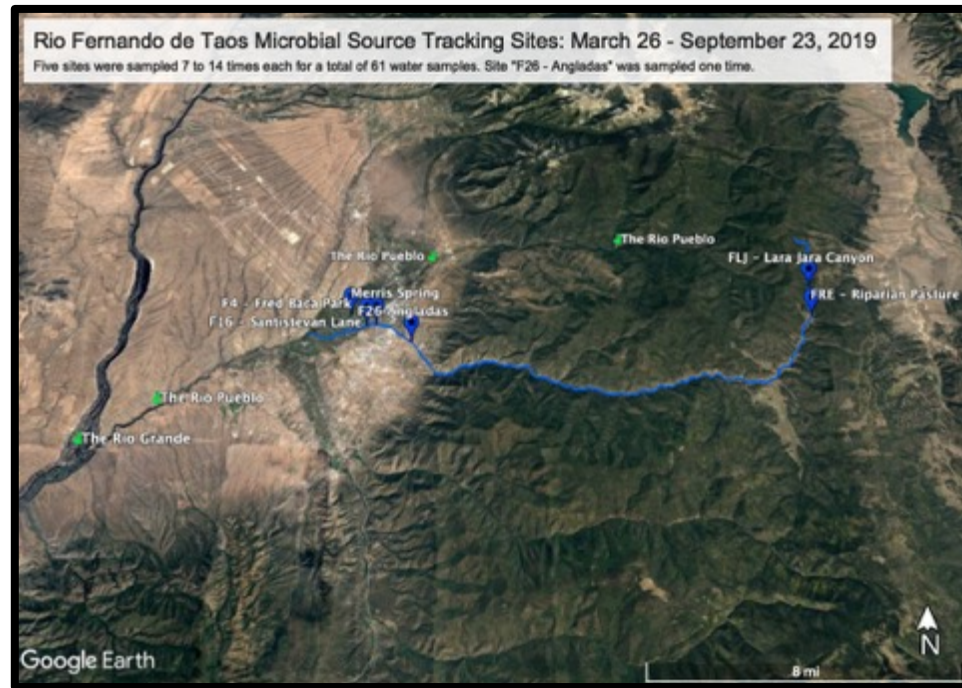 Rio Fernando de Taos Microbial Source Tracking Sites: March 26 - September 23, 2019
Five sites were sampled 7 to 14 times each for a total of 61 water samples. Site "F26 - Angladas" was sampled one time.
The Rio Pueblo
The Rio Pueblo
FLJ - Lara Jara Canyon
Merris Spring
FRE - Riparian Pasture
F4 - Fred Baca Park
F26-Angladas
F16 - Santistevan Lane
The Rio Pueblo
The Rio Grande
N
Google Earth
8 mi